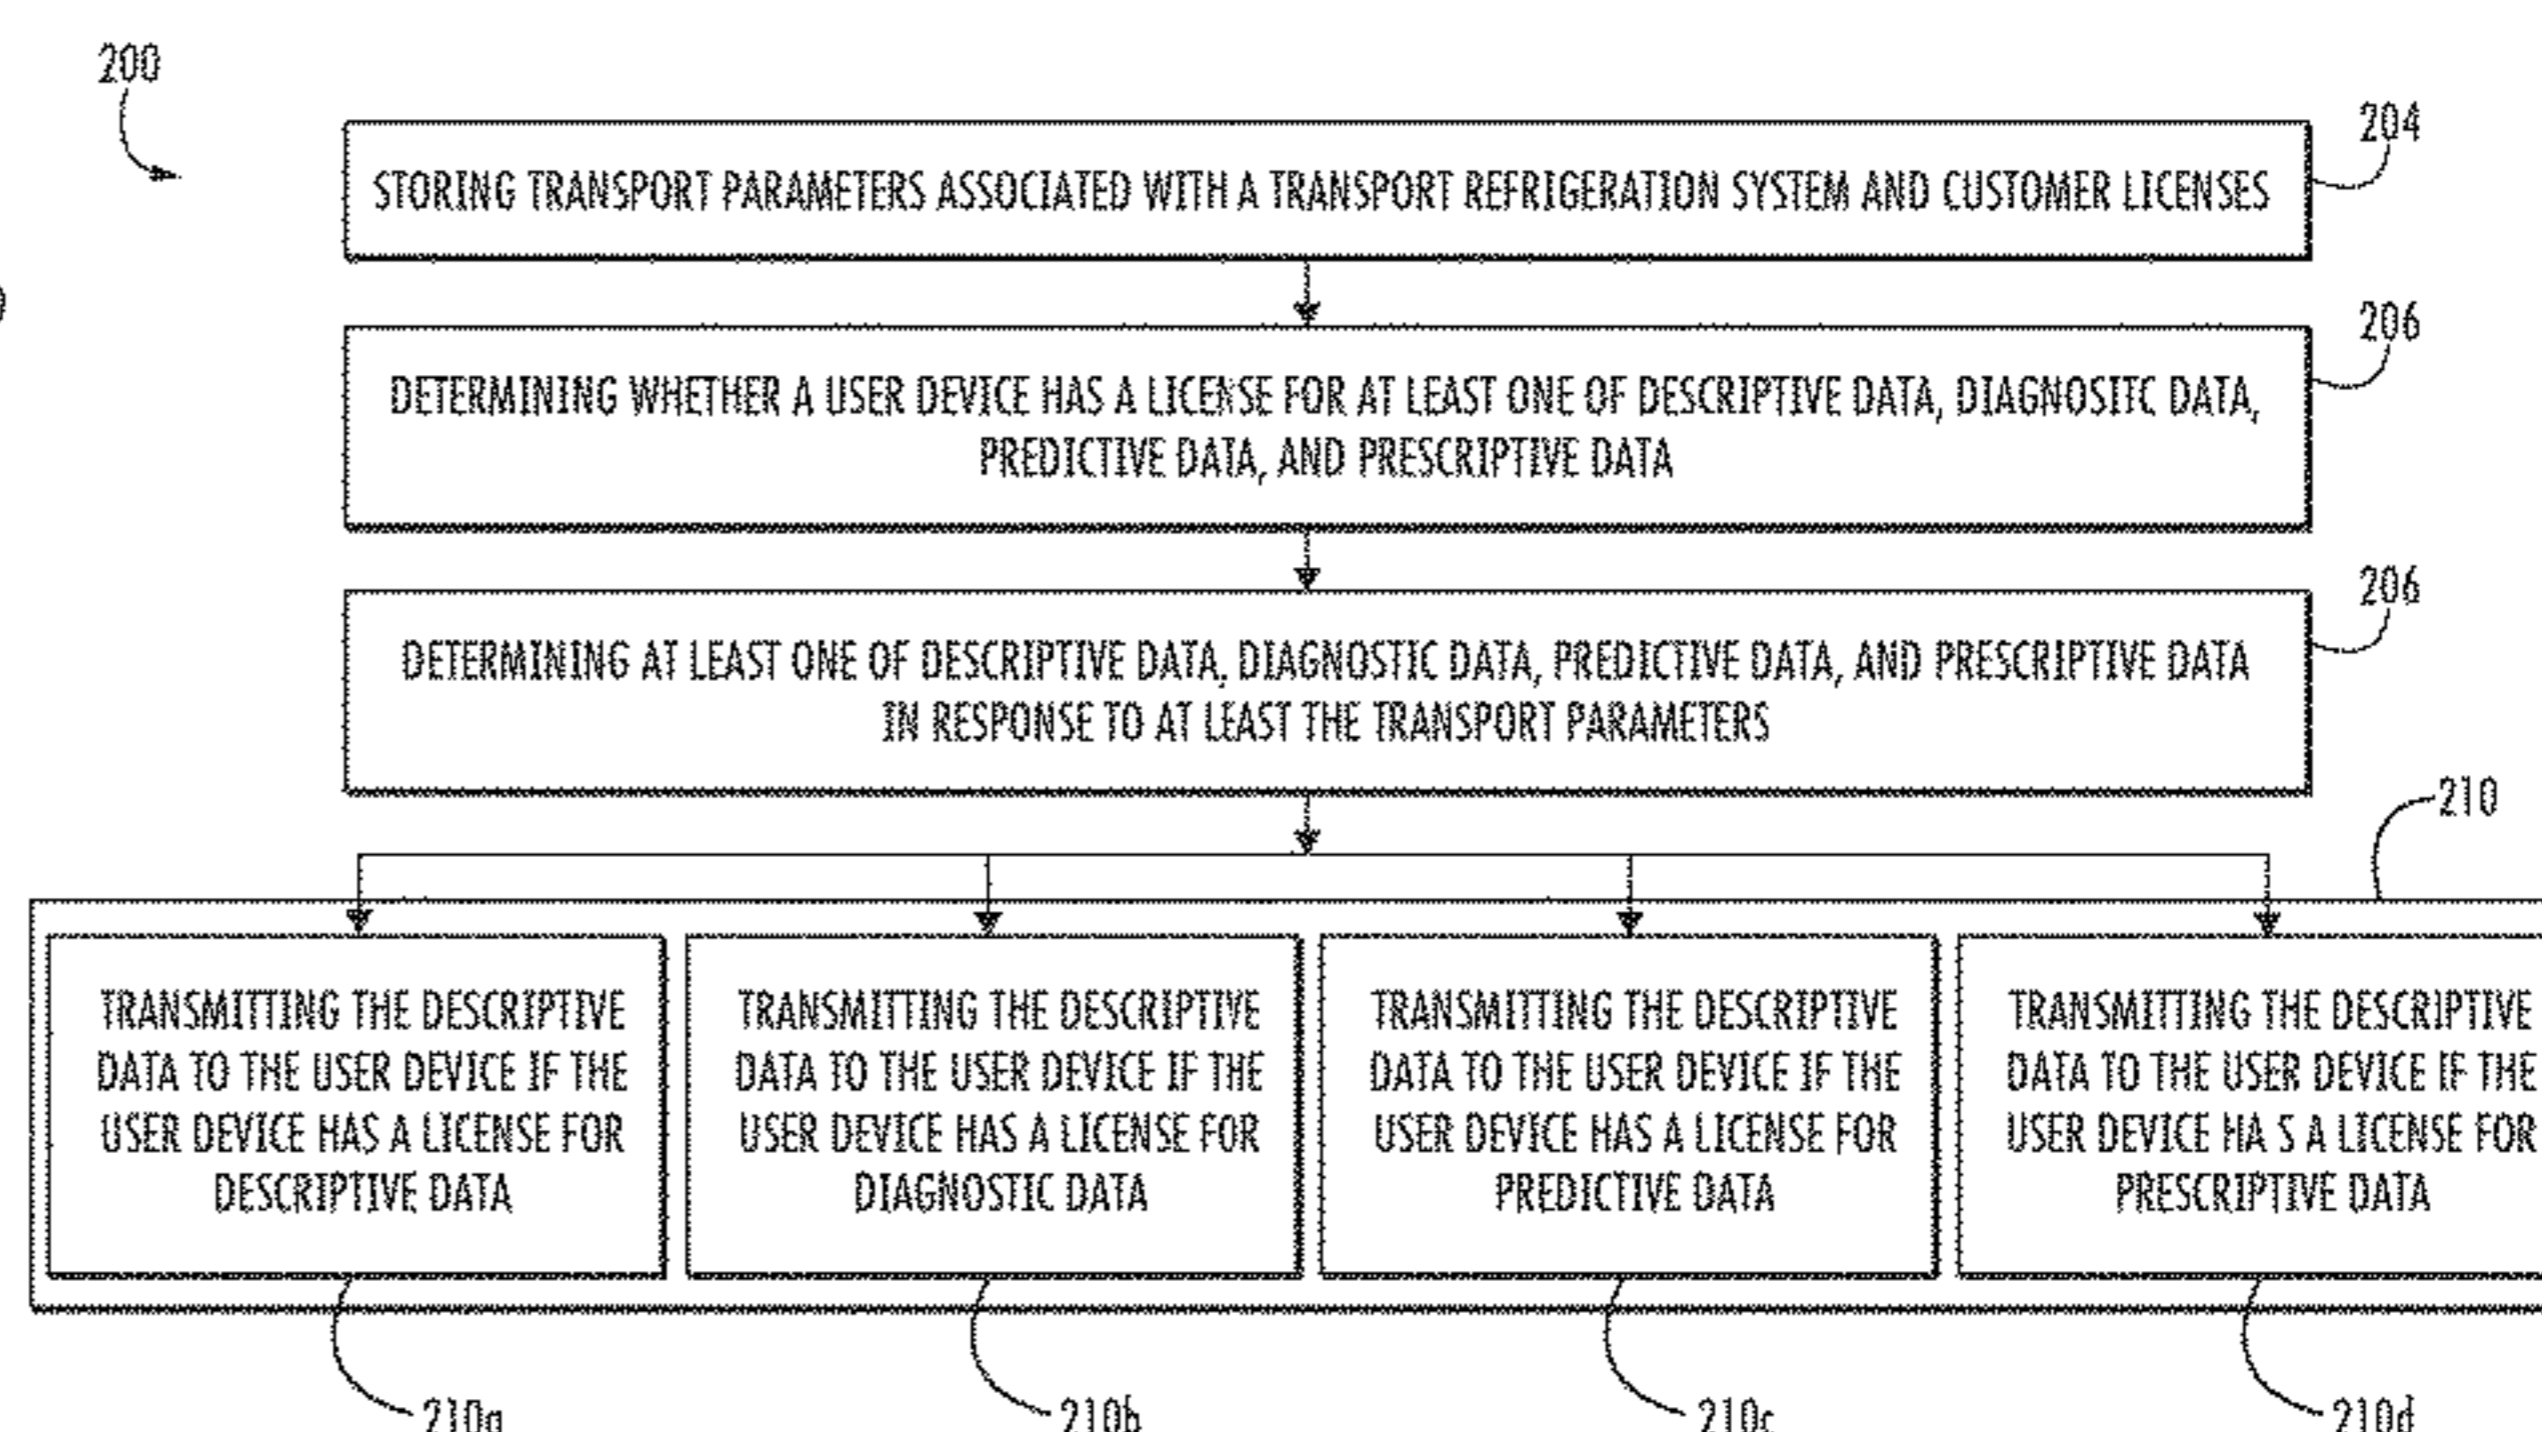 200
204
STORING TRANSPORT PARAMETERS ASSOCIATED WITH A TRANSPORT REFRIGERATION SYSTEM AND CUSTOMER LICENSES
206
DETERMINING WHETHER A USER DEVICE HAS A LICENSE FOR AT LEAST ONE OF DESCRIPTIVE DATA, DIAGNOSITC DATA,
PREDICTIVE DATA, AND PRESCRIPTIVE DATA
206
DETERMINING AT LEAST ONE OF DESCRIPTIVE DATA, DIAGNOSTIC DATA, PREDICTIVE DATA, AND PRESCRIPTIVE DATA
IN RESPONSE TO AT LEAST THE TRANSPORT PARAMETERS
210
TRANSMITTING THE DESCRIPTIVE
DATA TO THE USER DEVICE IF THE
USER DEVICE HAS A LICENSE FOR
DESCRIPTIVE DATA
TRANSMITTING THE DESCRIPTIVE
DATA TO THE USER DEVICE IF THE
USER DEVICE HAS A LICENSE FOR
DIAGNOSTIC DATA
TRANSMITTING THE DESCRIPTIVE
DATA TO THE USER DEVICE IF THE
USER DEVICE HAS A LICENSE FOR
PREDICTIVE DATA
TRANSMITTING THE DESCRIPTIVE
DATA TO THE USER DEVICE IF THE
USER DEVICE HA S A LICENSE FOR
PRESCRIPTIVE DATA
210a
210b
210c
210d